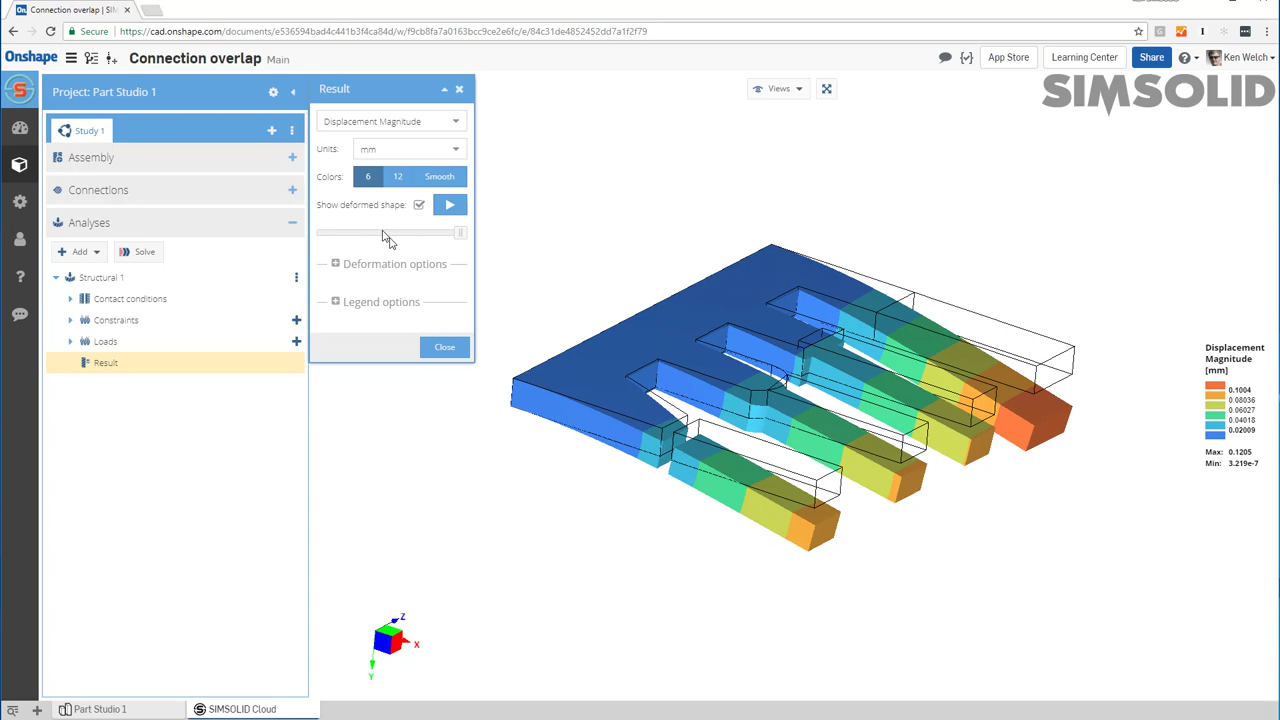 Connection overlap | SIM
Secure
https://cad.onshape.com/documents/e536594bad4c441b3f4ca84d/w/f9cb8fa7a0163bcc9ce2e6fc/e/84c31de4852452dd7a1f2f79
Onshape
Connection overlap Main
App Store
Learning Center
Share
Ken Welch
SIMSOLID
Project: Part Studio 1
Study 1
Assembly
Connections
Analyses
Add
Solve
Structural 1
Contact conditions
Constraints
Loads
Result
Result
Displacement Magnitude
Units: mm
Colors: 6 12 Smooth
Show deformed shape:
Deformation options
Legend options
Close
Views
Displacement
Magnitude
[mm]
0.1004
0.08036
0.06027
0.04018
0.02009
Max: 0.1205
Min: 3.219e-7
Z
X
Y
Part Studio 1
SIMSOLID Cloud